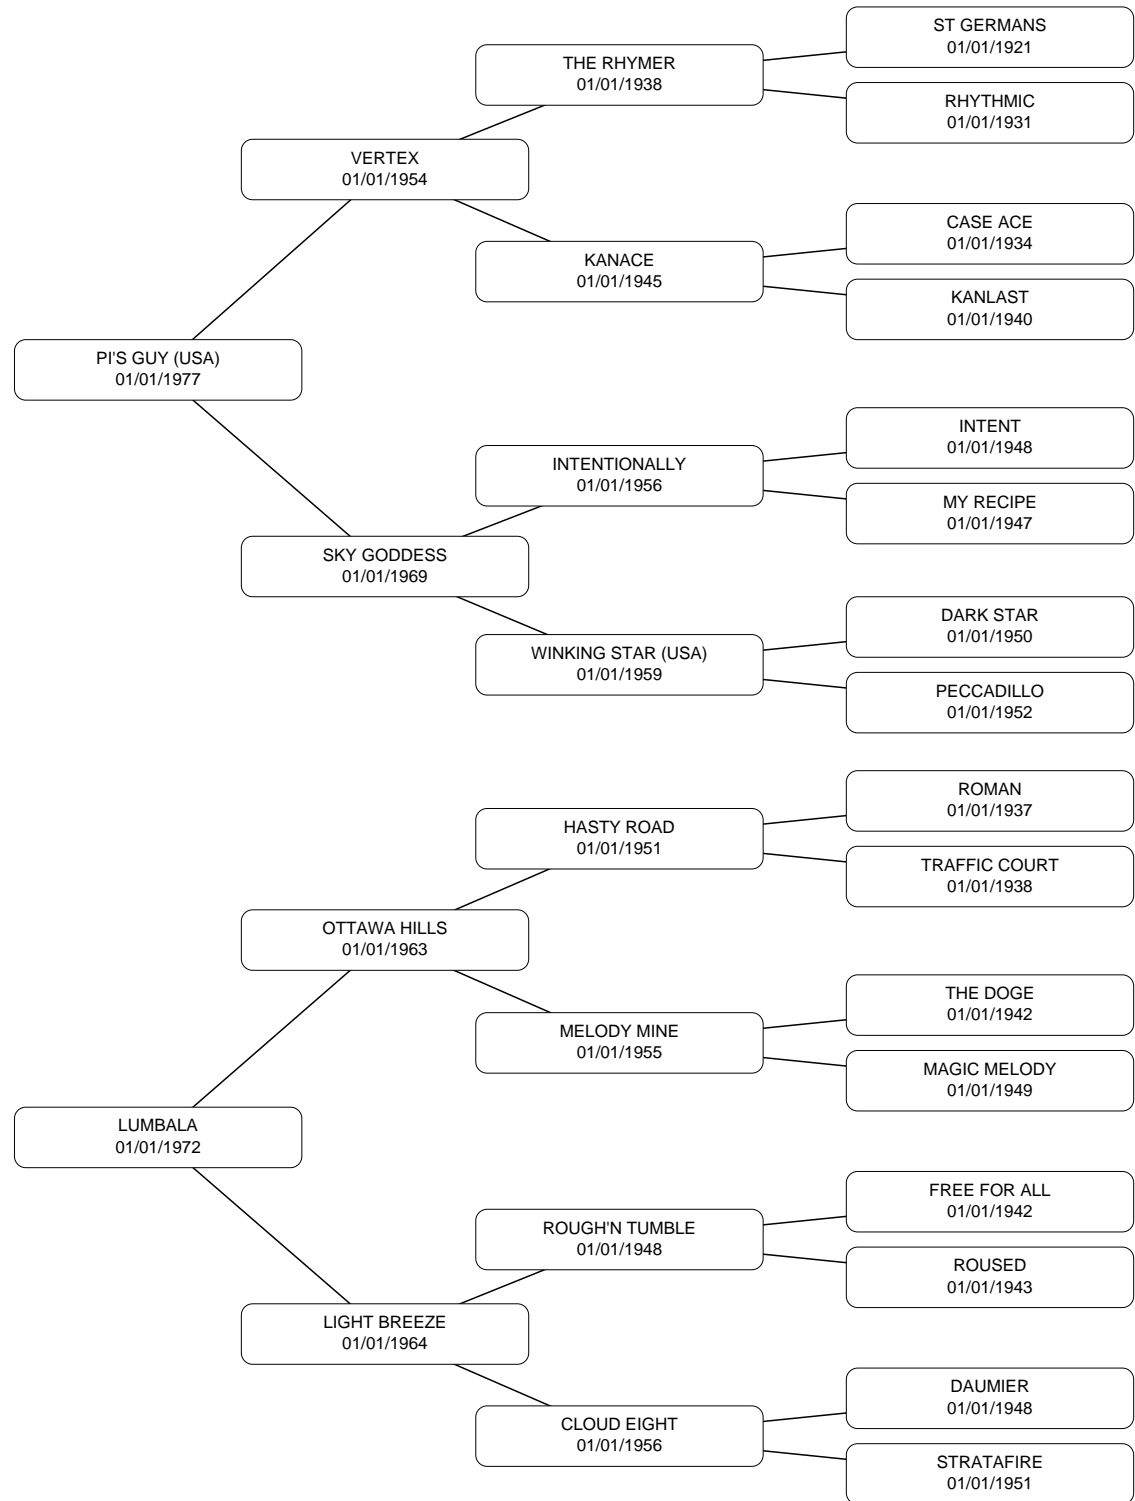 ST GERMANS
01/01/1921
THE RHYMER
01/01/1938
RHYTHMIC
01/01/1931
VERTEX
01/01/1954
CASE ACE
01/01/1934
KANACE
01/01/1945
KANLAST
01/01/1940
PI'S GUY (USA)
01/01/1977
INTENT
01/01/1948
INTENTIONALLY
01/01/1956
MY RECIPE
01/01/1947
SKY GODDESS
01/01/1969
DARK STAR
01/01/1950
WINKING STAR (USA)
01/01/1959
PECCADILLO
01/01/1952
ROMAN
01/01/1937
HASTY ROAD
01/01/1951
TRAFFIC COURT
01/01/1938
OTTAWA HILLS
01/01/1963
THE DOGE
01/01/1942
MELODY MINE
01/01/1955
MAGIC MELODY
01/01/1949
LUMBALA
01/01/1972
FREE FOR ALL
01/01/1942
ROUGH'N TUMBLE
01/01/1948
ROUSED
01/01/1943
LIGHT BREEZE
01/01/1964
DAUMIER
01/01/1948
CLOUD EIGHT
01/01/1956
STRATAFIRE
01/01/1951